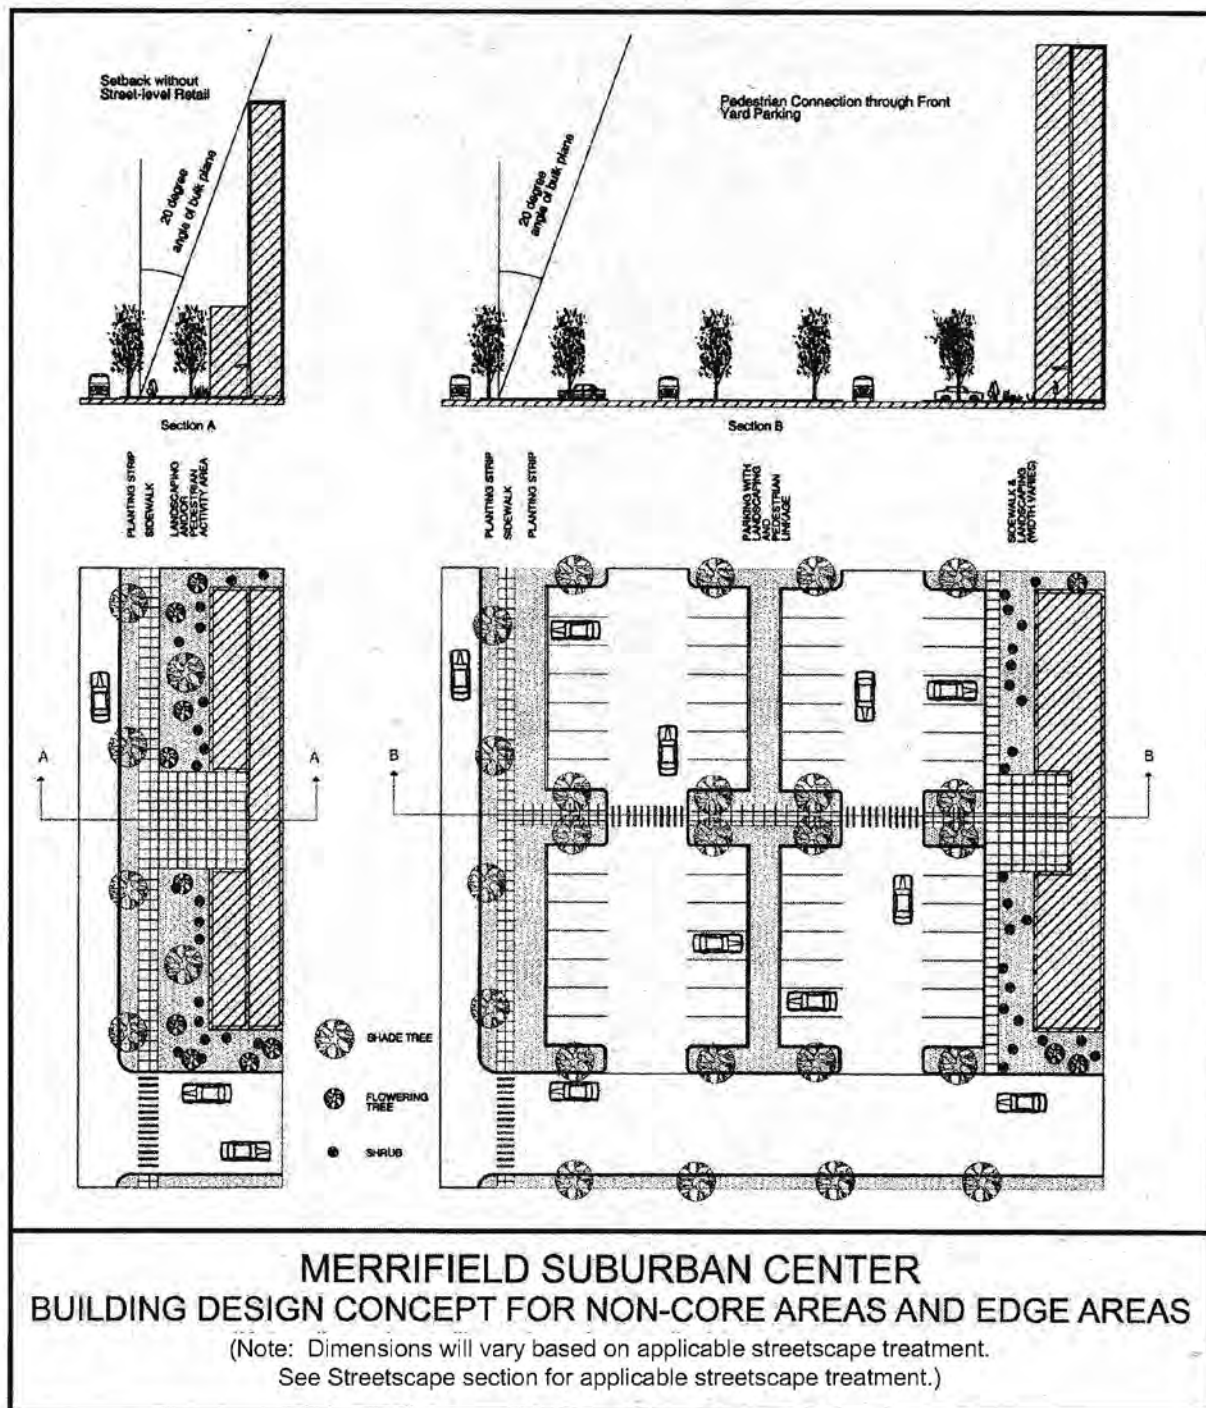 Setback without
Street-level Retail
20 degree
angle of bulk plane
Section A
Pedestrian Connection through Front
Yard Parking
20 degree
angle of bulk plane
Section B
PLANTING STRIP
SIDEWALK
LANDSCAPING
AND/OR
PEDESTRIAN
ACTIVITY AREA
PLANTING STRIP
SIDEWALK
PLANTING STRIP
PARKING WITH
LANDSCAPING
AND
PEDESTRIAN
LINKAGE
SIDEWALK &
LANDSCAPING
(WIDTH VARIES)
A
A
B
B
SHADE TREE
FLOWERING
TREE
SHRUB
MERRIFIELD SUBURBAN CENTER
BUILDING DESIGN CONCEPT FOR NON-CORE AREAS AND EDGE AREAS
(Note: Dimensions will vary based on applicable streetscape treatment.
See Streetscape section for applicable streetscape treatment.)